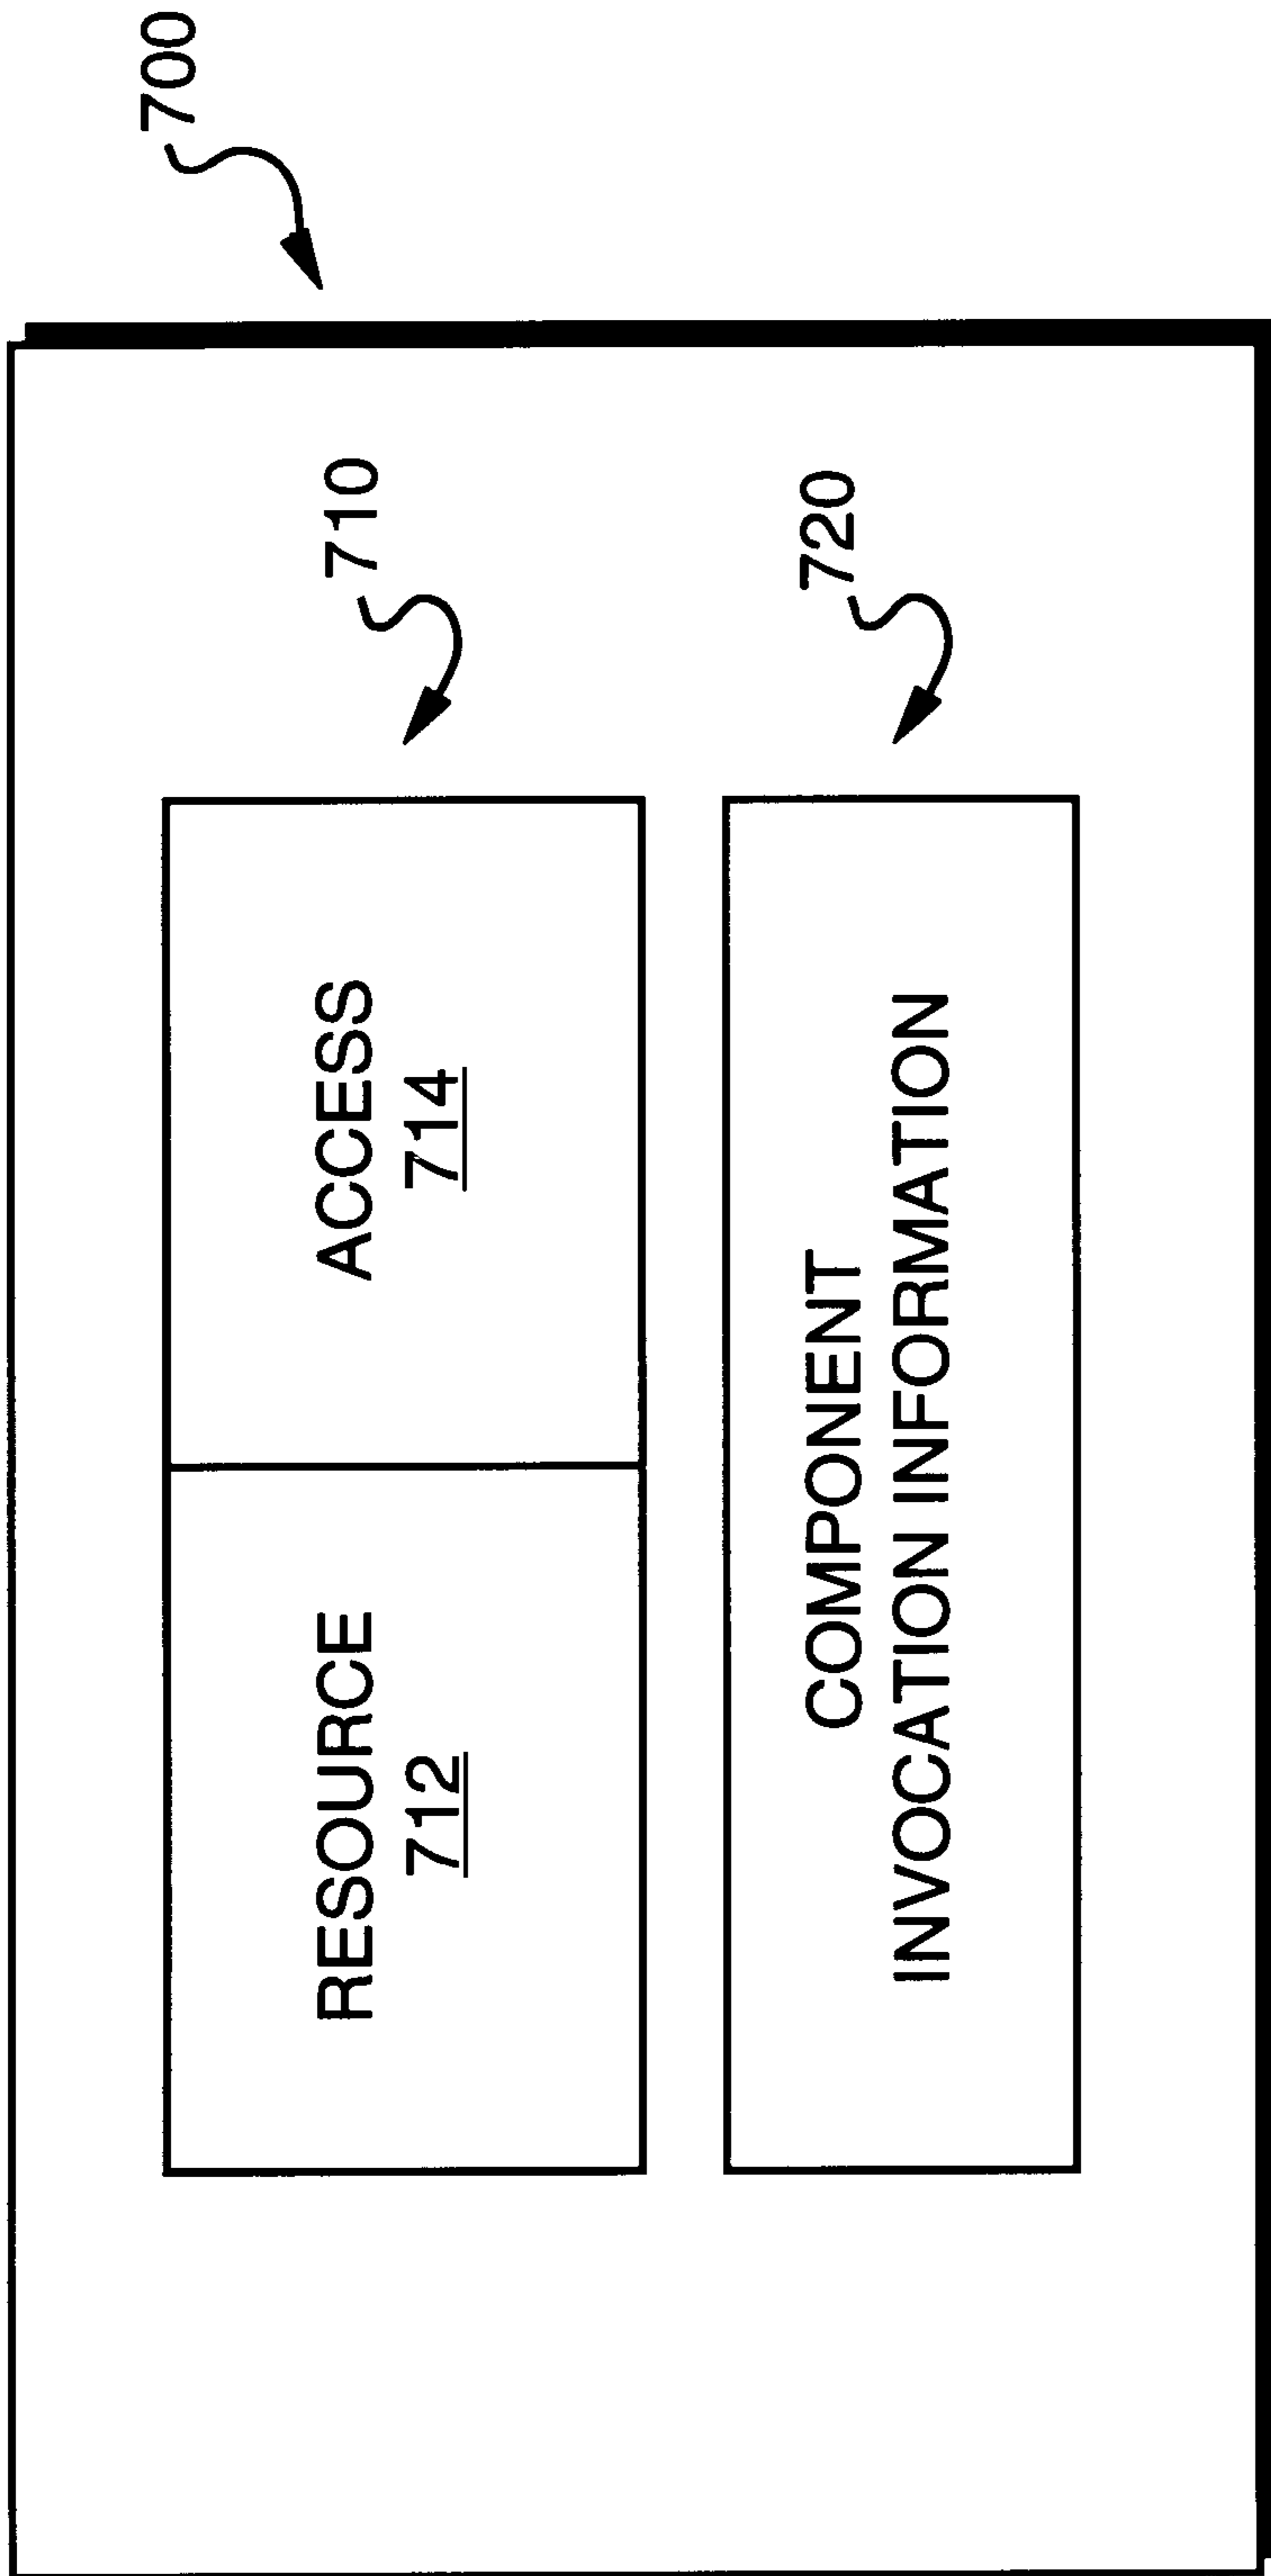 700
710
RESOURCE
712
ACCESS
714
720
COMPONENT
INVOCATION INFORMATION